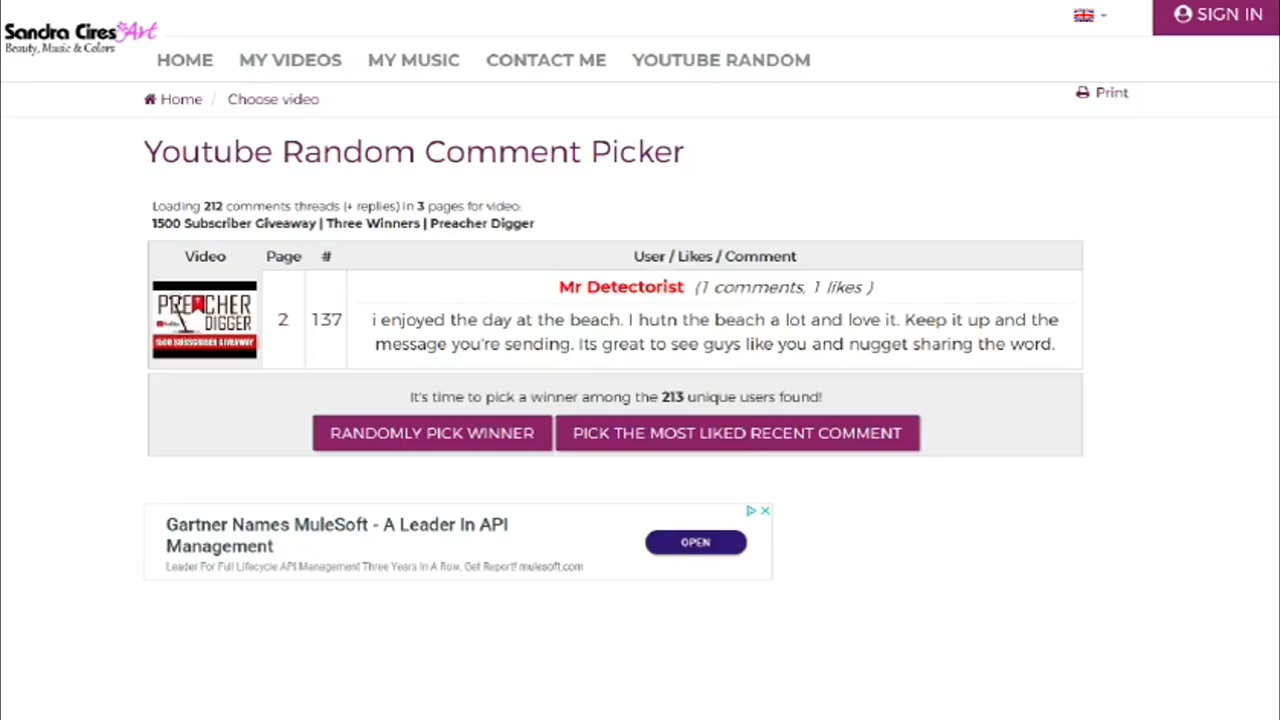 Sandra Cires Art
Beauty, Music & Colors
SIGN IN
HOME MY VIDEOS MY MUSIC CONTACT ME YOUTUBE RANDOM
Home / Choose video
Print
Youtube Random Comment Picker
Loading 212 comments threads (+ replies) in 3 pages for video:
1500 Subscriber Giveaway | Three Winners | Preacher Digger
Video Page # User / Likes / Comment
PREACHER
DIGGER
1500 SUBSCRIBER GIVEAWAY
2 137
Mr Detectorist (1 comments, 1 likes )
i enjoyed the day at the beach. I hutn the beach a lot and love it. Keep it up and the
message you're sending. Its great to see guys like you and nugget sharing the word.
It's time to pick a winner among the 213 unique users found!
RANDOMLY PICK WINNER PICK THE MOST LIKED RECENT COMMENT
Gartner Names MuleSoft - A Leader In API
Management
Leader For Full Lifecycle API Management Three Years In A Row. Get Report! mulesoft.com
OPEN